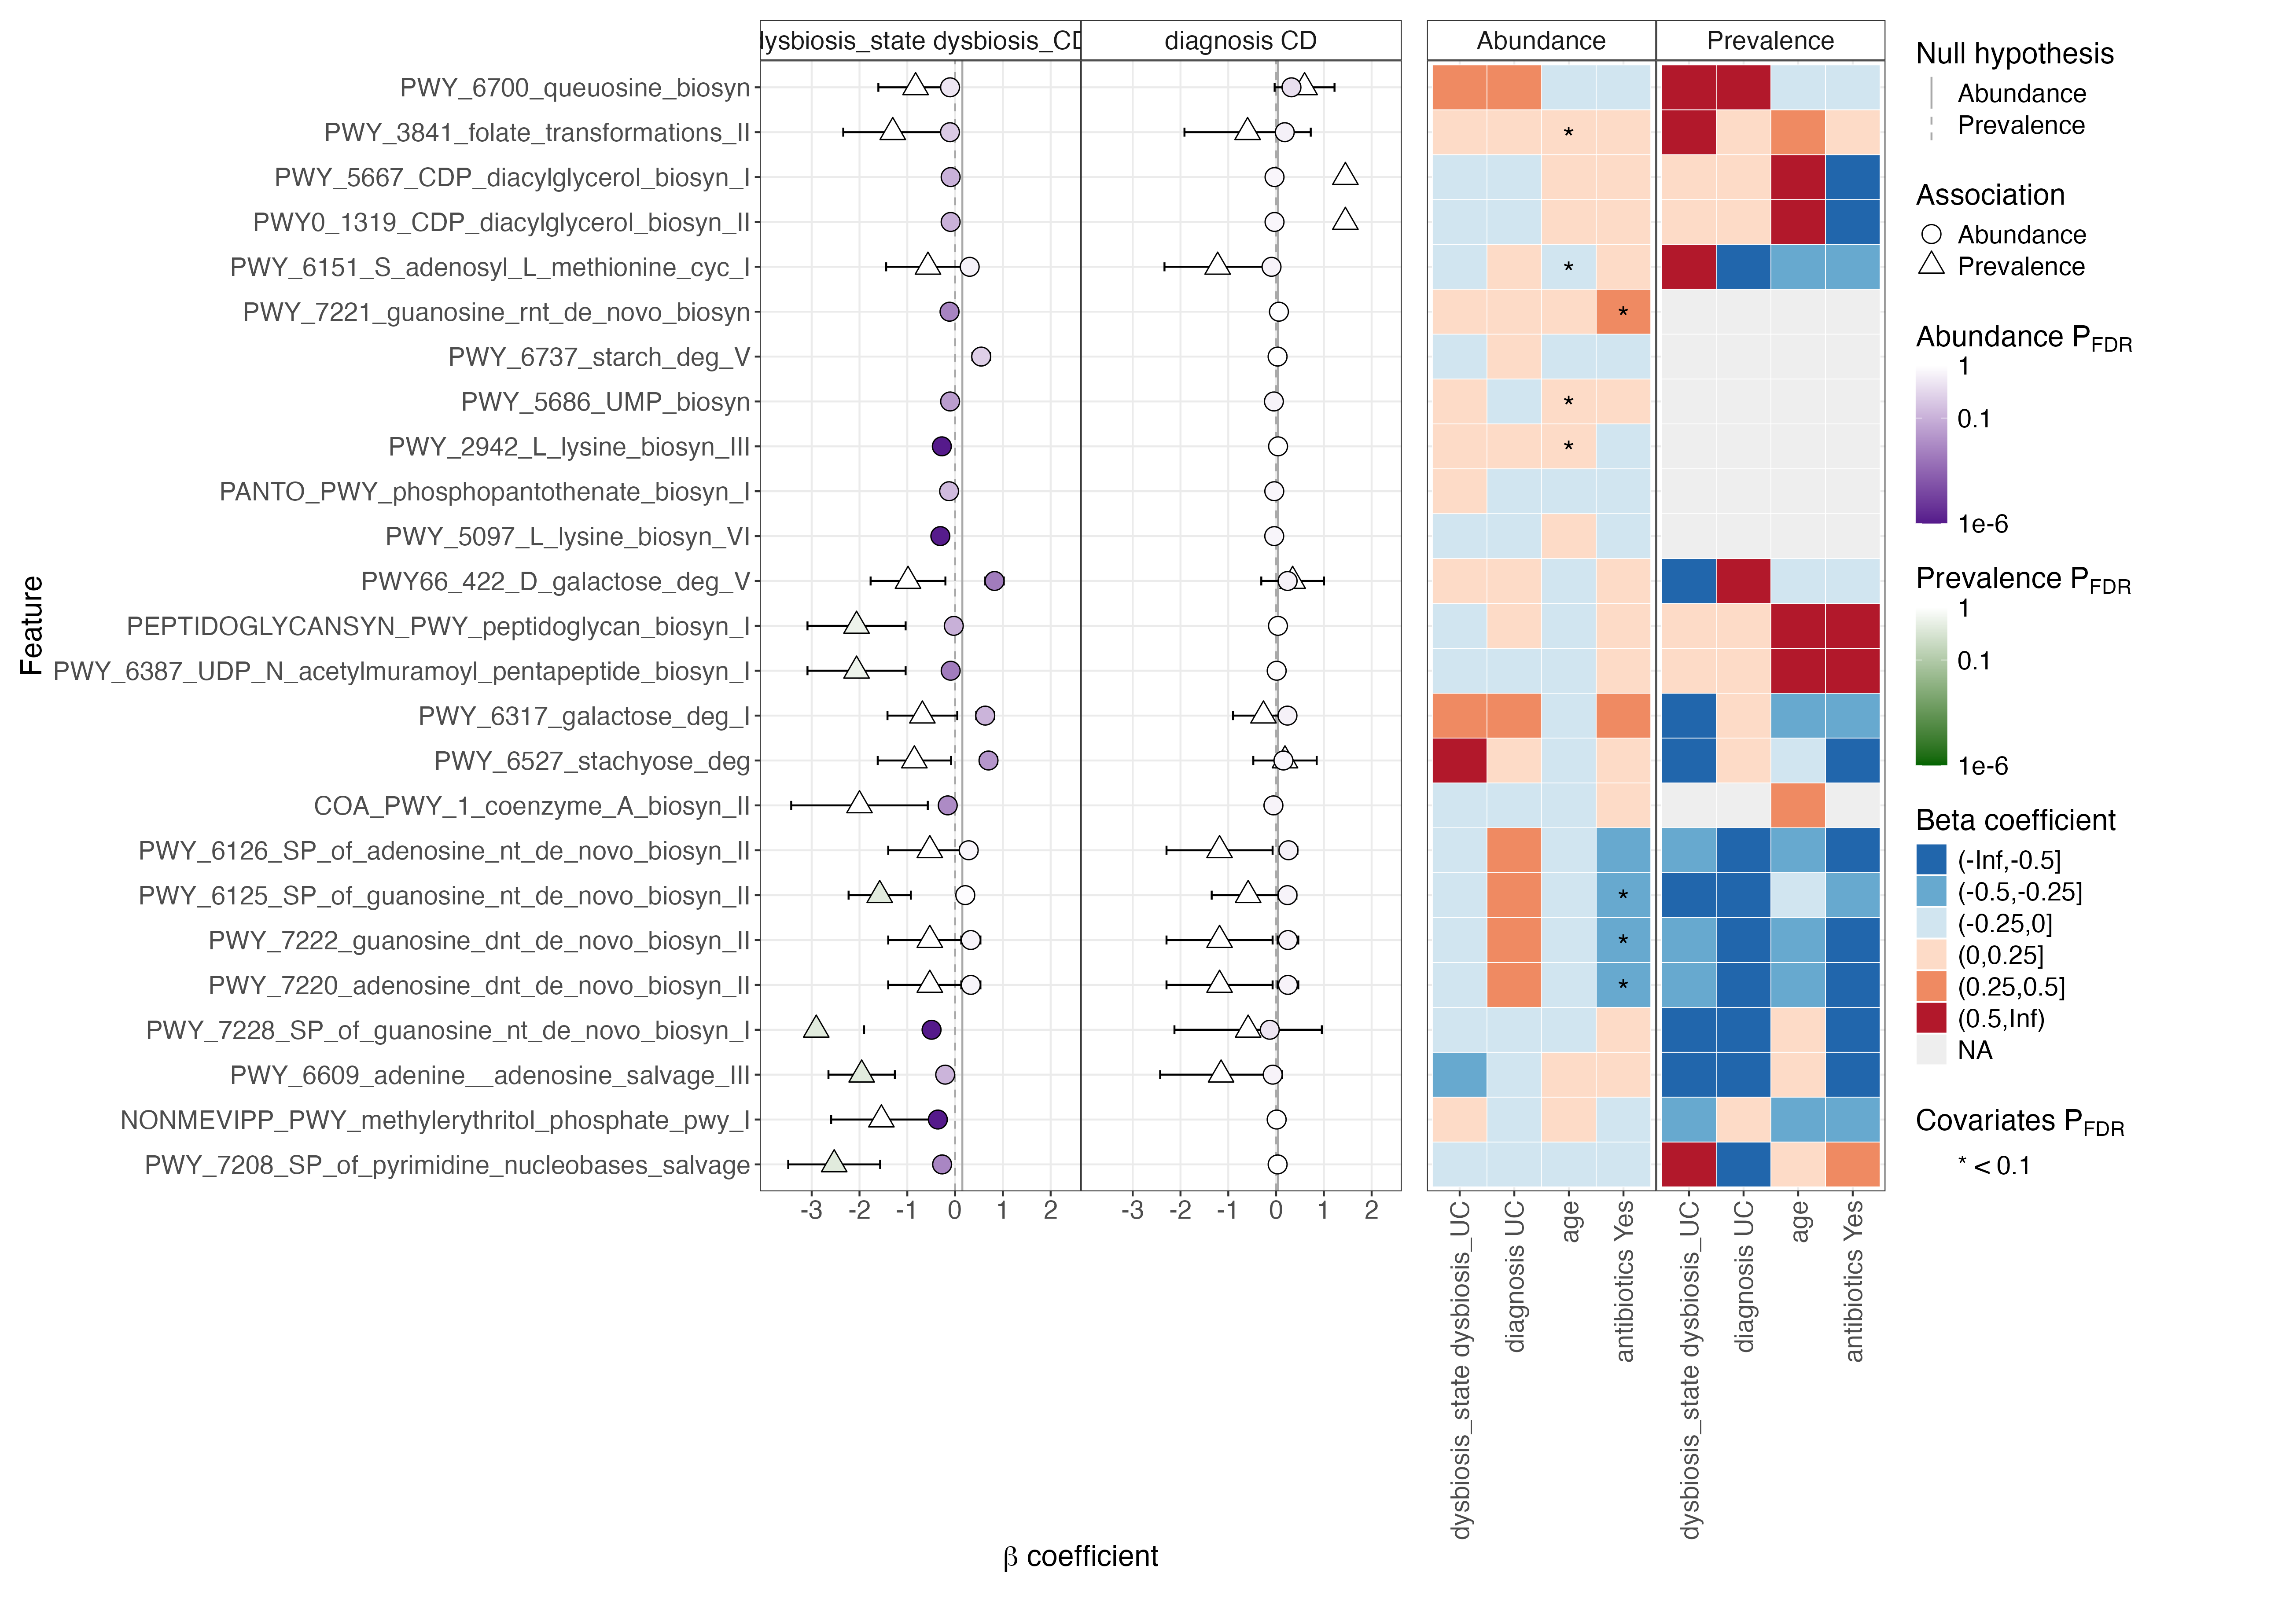 dysbiosis_state dysbiosis_CD
diagnosis CD
Abundance
Prevalence
Feature
PWY_6700_queuosine_biosyn
PWY_3841_folate_transformations_II
PWY_5667_CDP_diacylglycerol_biosyn_I
PWY0_1319_CDP_diacylglycerol_biosyn_II
PWY_6151_S_adenosyl_L_methionine_cyc_I
PWY_7221_guanosine_rnt_de_novo_biosyn
PWY_6737_starch_deg_V
PWY_5686_UMP_biosyn
PWY_2942_L_lysine_biosyn_III
PANTO_PWY_phosphopantothenate_biosyn_I
PWY_5097_L_lysine_biosyn_VI
PWY66_422_D_galactose_deg_V
PEPTIDOGLYCANSYN_PWY_peptidoglycan_biosyn_I
PWY_6387_UDP_N_acetylmuramoyl_pentapeptide_biosyn_I
PWY_6317_galactose_deg_I
PWY_6527_stachyose_deg
COA_PWY_1_coenzyme_A_biosyn_II
PWY_6126_SP_of_adenosine_nt_de_novo_biosyn_II
PWY_6125_SP_of_guanosine_nt_de_novo_biosyn_II
PWY_7222_guanosine_dnt_de_novo_biosyn_II
PWY_7220_adenosine_dnt_de_novo_biosyn_II
PWY_7228_SP_of_guanosine_nt_de_novo_biosyn_I
PWY_6609_adenine__adenosine_salvage_III
NONMEVIPP_PWY_methylerythritol_phosphate_pwy_I
PWY_7208_SP_of_pyrimidine_nucleobases_salvage
*
*
*
*
*
*
*
*
-3 -2 -1 0 1 2
-3 -2 -1 0 1 2
β coefficient
dysbiosis_state dysbiosis_UC
diagnosis UC
age
antibiotics Yes
dysbiosis_state dysbiosis_UC
diagnosis UC
age
antibiotics Yes
Null hypothesis
Abundance
Prevalence
Association
Abundance
Prevalence
Abundance PFDR
1
0.1
1e-6
Prevalence PFDR
1
0.1
1e-6
Beta coefficient
(-Inf,-0.5]
(-0.5,-0.25]
(-0.25,0]
(0,0.25]
(0.25,0.5]
(0.5,Inf)
NA
Covariates PFDR
* < 0.1